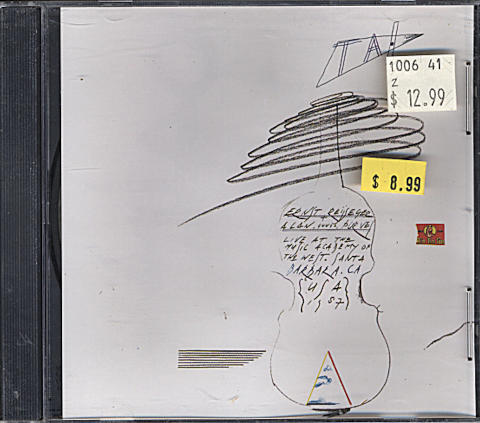 TA!
1006 41
Z
$ 12.99
$ 8.99
ERNST REIJSEGER
ALAN PURVES
LIVE AT THE
MUSIC ACADEMY OF
THE WEST. SANTA
BARBARA. CA
USA